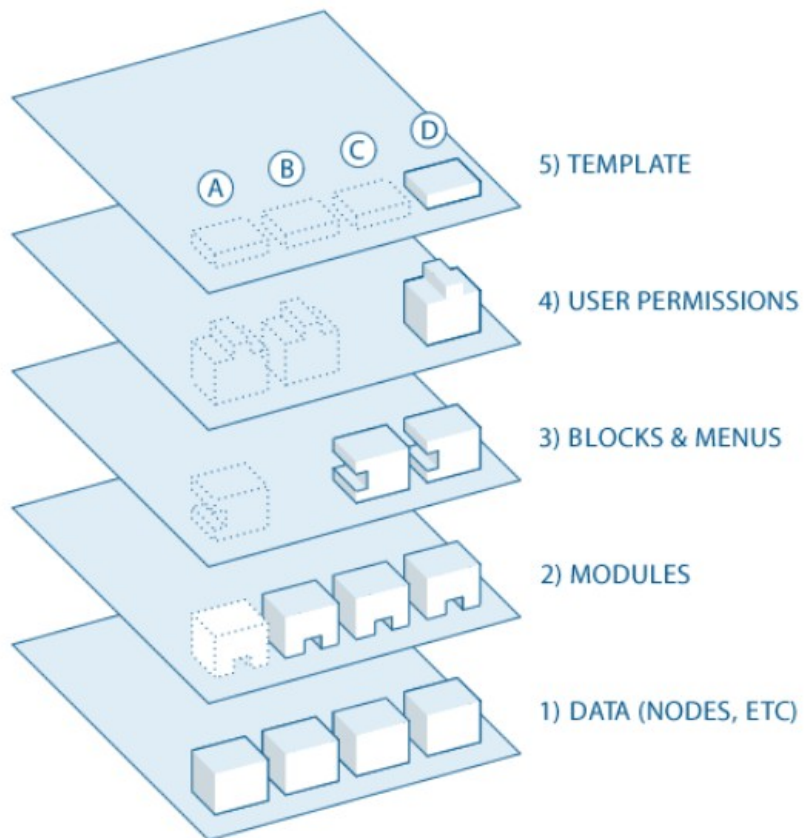 A
B
C
D
5) TEMPLATE
4) USER PERMISSIONS
3) BLOCKS & MENUS
2) MODULES
1) DATA (NODES, ETC)